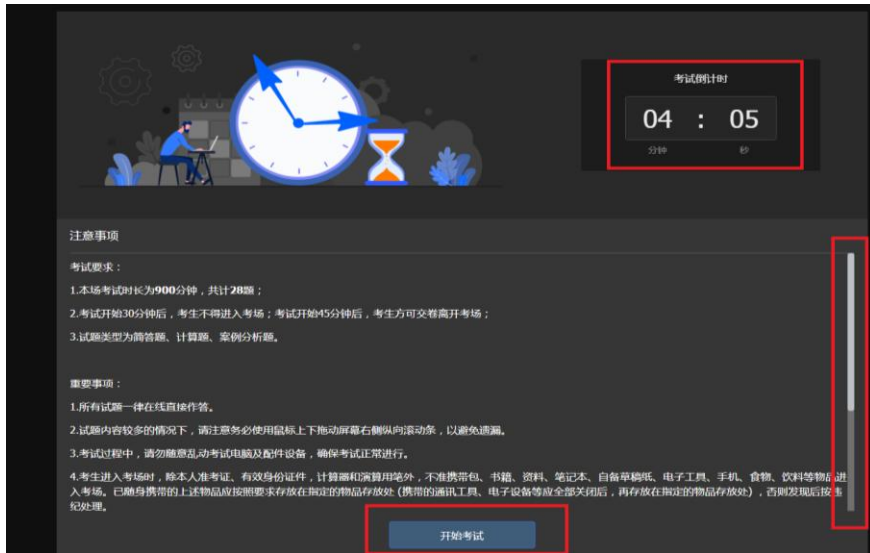 考试倒计时
04 : 05
分钟 秒
注意事项
考试要求：
1.本场考试时长为900分钟，共计28题；
2.考试开始30分钟后，考生不得进入考场；考试开始45分钟后，考生方可交卷离开考场；
3.试题类型为简答题、计算题、案例分析题。
重要事项：
1.所有试题一律在线直接作答。
2.试题内容较多的情况下，请注意务必使用鼠标上下拖动屏幕右侧纵向滚动条，以避免遗漏。
3.考试过程中，请勿随意乱动考试电脑及配件设备，确保考试正常进行。
4.考生进入考场时，除本人准考证、有效身份证件，计算器和演算用笔外，不准携带包、书籍、资料、笔记本、自备草稿纸、电子工具、手机、食物、饮料等物品进
入考场。已随身携带的上述物品应按照要求存放在指定的物品存放处（携带的通讯工具、电子设备等应全部关闭后，再存放在指定的物品存放处），否则发现后按违
纪处理。
开始考试